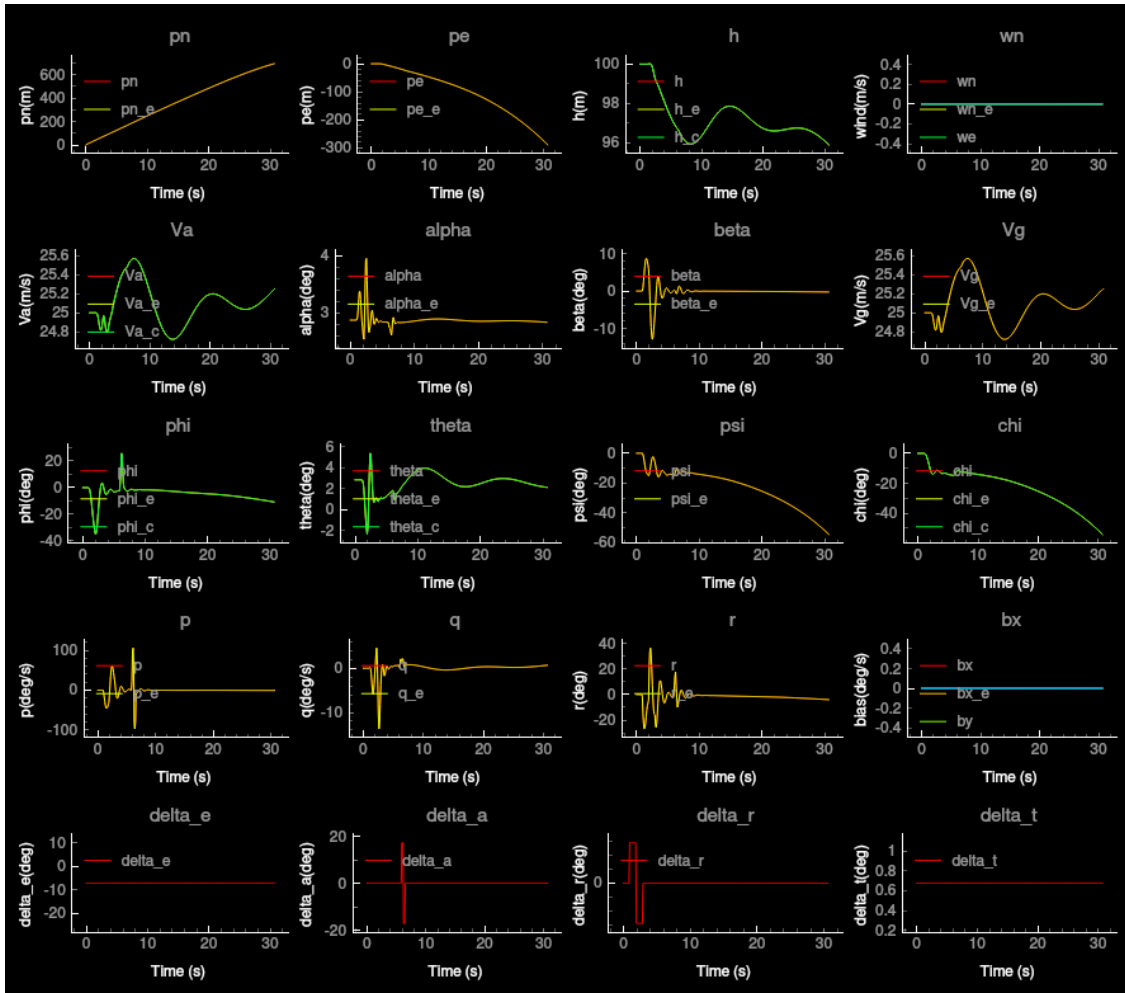 pn
pe
h
wn
pn(m)
600
400
200
0
pn
pn_e
0
10
20
30
Time (s)
pe(m)
0
-100
-200
-300
pe
pe_e
0
10
20
30
Time (s)
h(m)
100
98
96
h
h_e
h_c
0
10
20
30
Time (s)
wind(m/s)
0.4
0.2
0
-0.2
-0.4
wn
wn_e
we
0
10
20
30
Time (s)
Va
alpha
beta
Vg
Va(m/s)
25.6
25.4
25.2
25
24.8
Va
Va_e
Va_c
0
10
20
30
Time (s)
alpha(deg)
4
3
alpha
alpha_e
0
10
20
30
Time (s)
beta(deg)
10
0
-10
beta
beta_e
0
10
20
30
Time (s)
Vg(m/s)
25.6
25.4
25.2
25
24.8
Vg
Vg_e
0
10
20
30
Time (s)
phi
theta
psi
chi
phi(deg)
20
0
-20
-40
phi
phi_e
phi_c
0
10
20
30
Time (s)
theta(deg)
6
4
2
0
-2
theta
theta_e
theta_c
0
10
20
30
Time (s)
psi(deg)
0
-20
-40
-60
psi
psi_e
0
10
20
30
Time (s)
chi(deg)
0
-20
-40
chi
chi_e
chi_c
0
10
20
30
Time (s)
p
q
r
bx
p(deg/s)
100
0
-100
p
p_e
0
10
20
30
Time (s)
q(deg/s)
0
-5
-10
q
q_e
0
10
20
30
Time (s)
r(deg)
40
20
0
-20
r
r_e
0
10
20
30
Time (s)
bias(deg/s)
0.4
0.2
0
-0.2
-0.4
bx
bx_e
by
0
10
20
30
Time (s)
delta_e
delta_a
delta_r
delta_t
delta_e(deg)
10
0
-10
-20
delta_e
0
10
20
30
Time (s)
delta_a(deg)
20
0
-20
delta_a
0
10
20
30
Time (s)
delta_r(deg)
0
delta_r
0
10
20
30
Time (s)
delta_t(deg)
1
0.8
0.6
0.4
0.2
delta_t
0
10
20
30
Time (s)